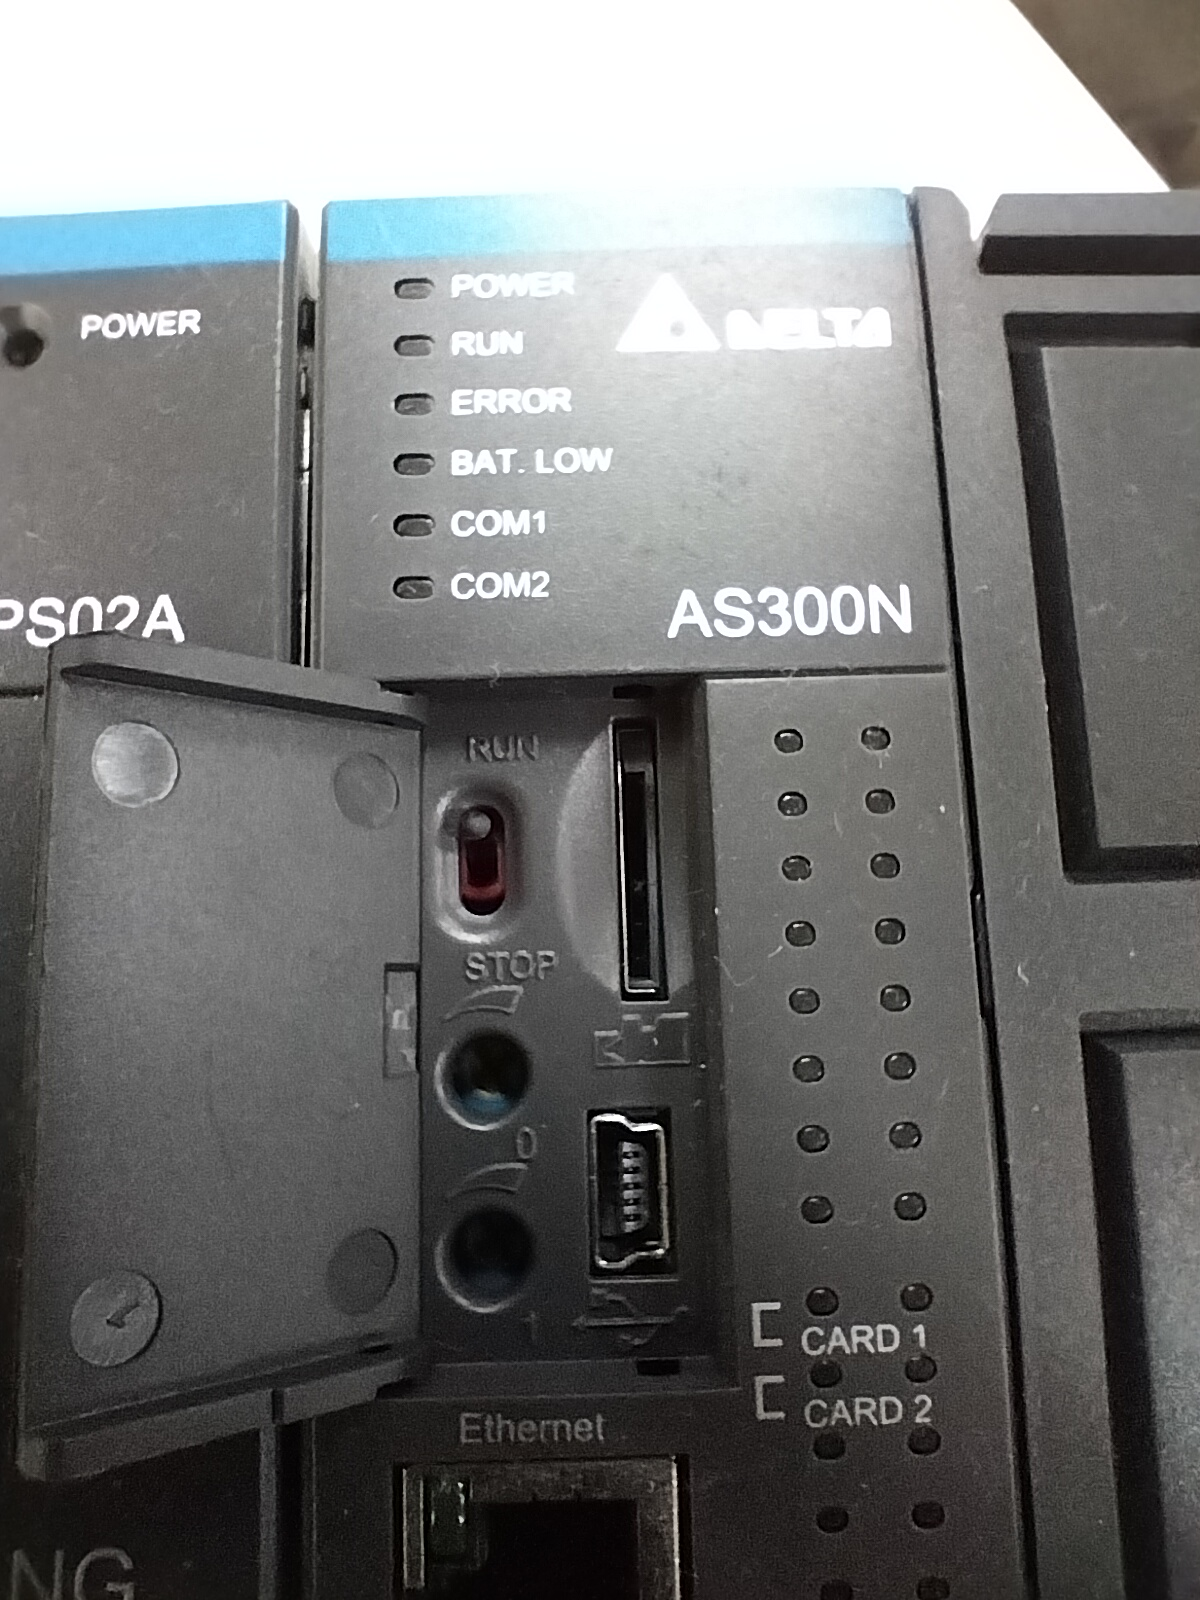 POWER
PS02A
NG
POWER
RUN
ERROR
BAT. LOW
COM1
COM2
DELTA
AS300N
RUN
STOP
0
1
CARD 1
CARD 2
Ethernet